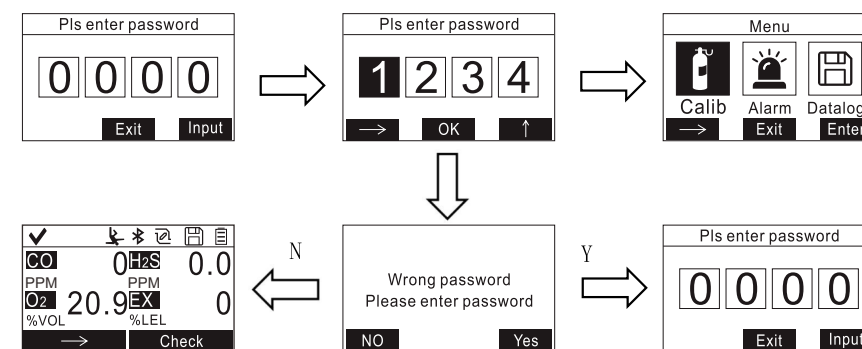 Pls enter password
0 0 0 0
Exit Input
Pls enter password
1 2 3 4
→ OK ↑
Menu
Calib Alarm Datalog
→ Exit Enter
CO 0 H2S 0.0
PPM PPM
O2 20.9 EX 0
%VOL %LEL
→ Check
N
Wrong password
Please enter password
NO Yes
Y
Pls enter password
0 0 0 0
Exit Input